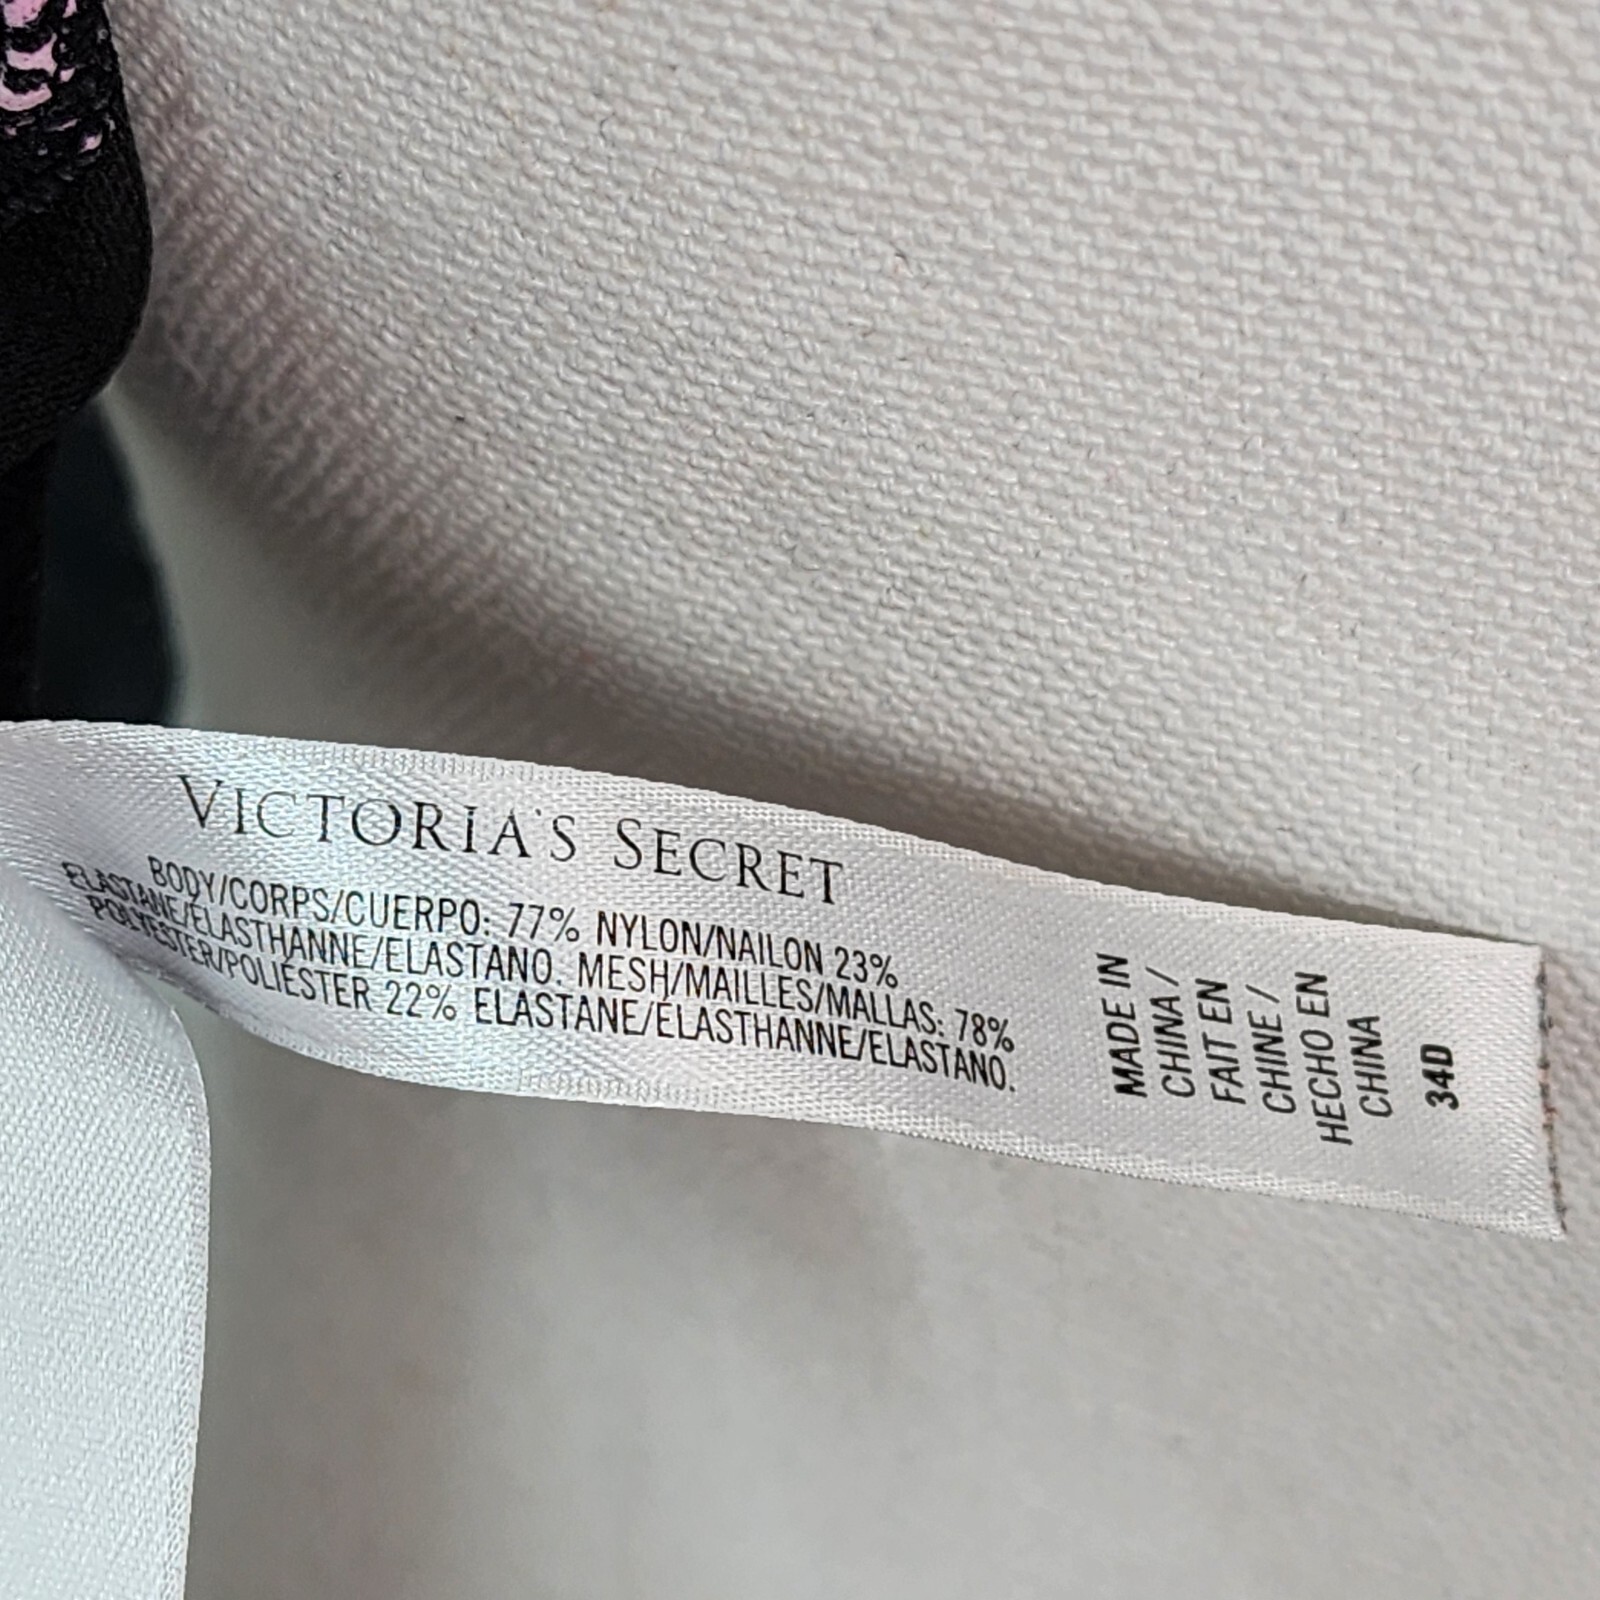 VICTORIA'S SECRET
BODY/CORPS/CUERPO: 77% NYLON/NAILON 23%
ELASTANE/ÉLASTHANNE/ELASTANO. MESH/MAILLES/MALLAS: 78%
POLYESTER/POLIÉSTER 22% ELASTANE/ÉLASTHANNE/ELASTANO.
MADE IN
CHINA /
FAIT EN
CHINE /
HECHO EN
CHINA
34D